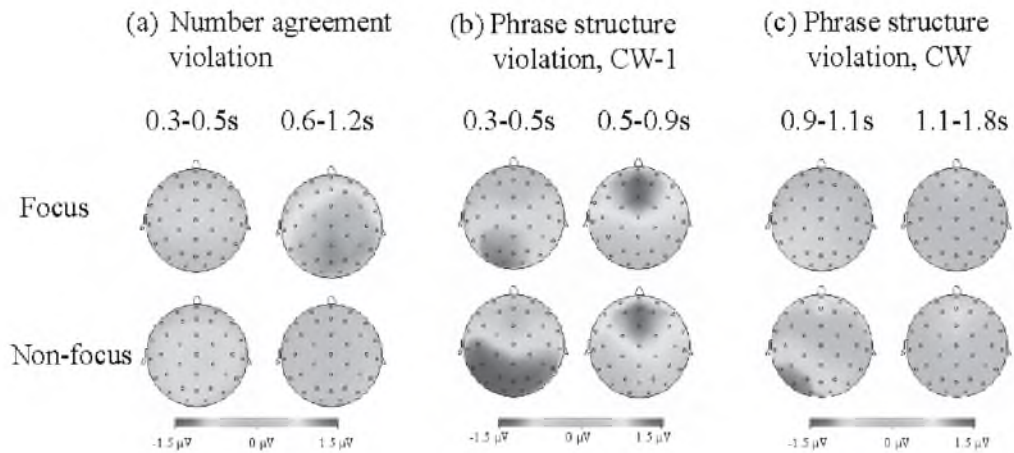 (a) Number agreement violation
(b) Phrase structure violation, CW-1
(c) Phrase structure violation, CW
0.3-0.5s 0.6-1.2s 0.3-0.5s 0.5-0.9s 0.9-1.1s 1.1-1.8s
Focus
Non-focus
-1.5 µV 0 µV 1.5 µV -1.5 µV 0 µV 1.5 µV -1.5 µV 0 µV 1.5 µV